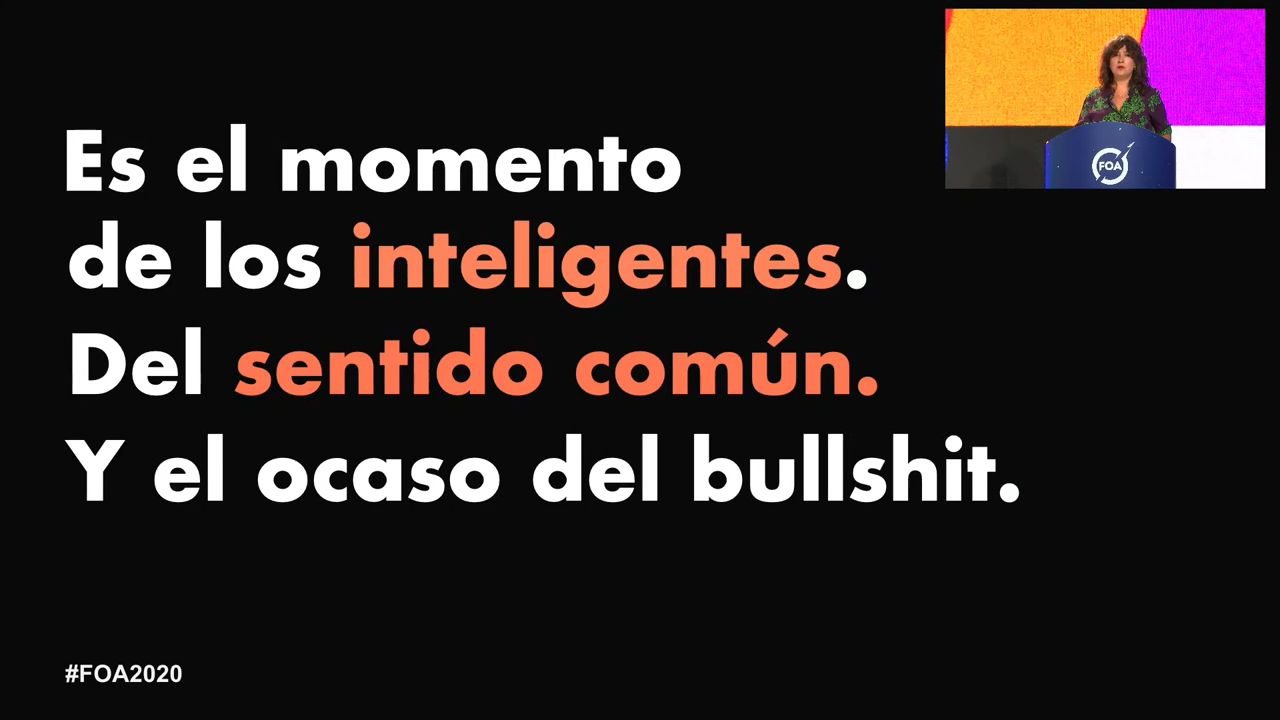 Es el momento
de los inteligentes.
Del sentido común.
Y el ocaso del bullshit.
FOA
#FOA2020